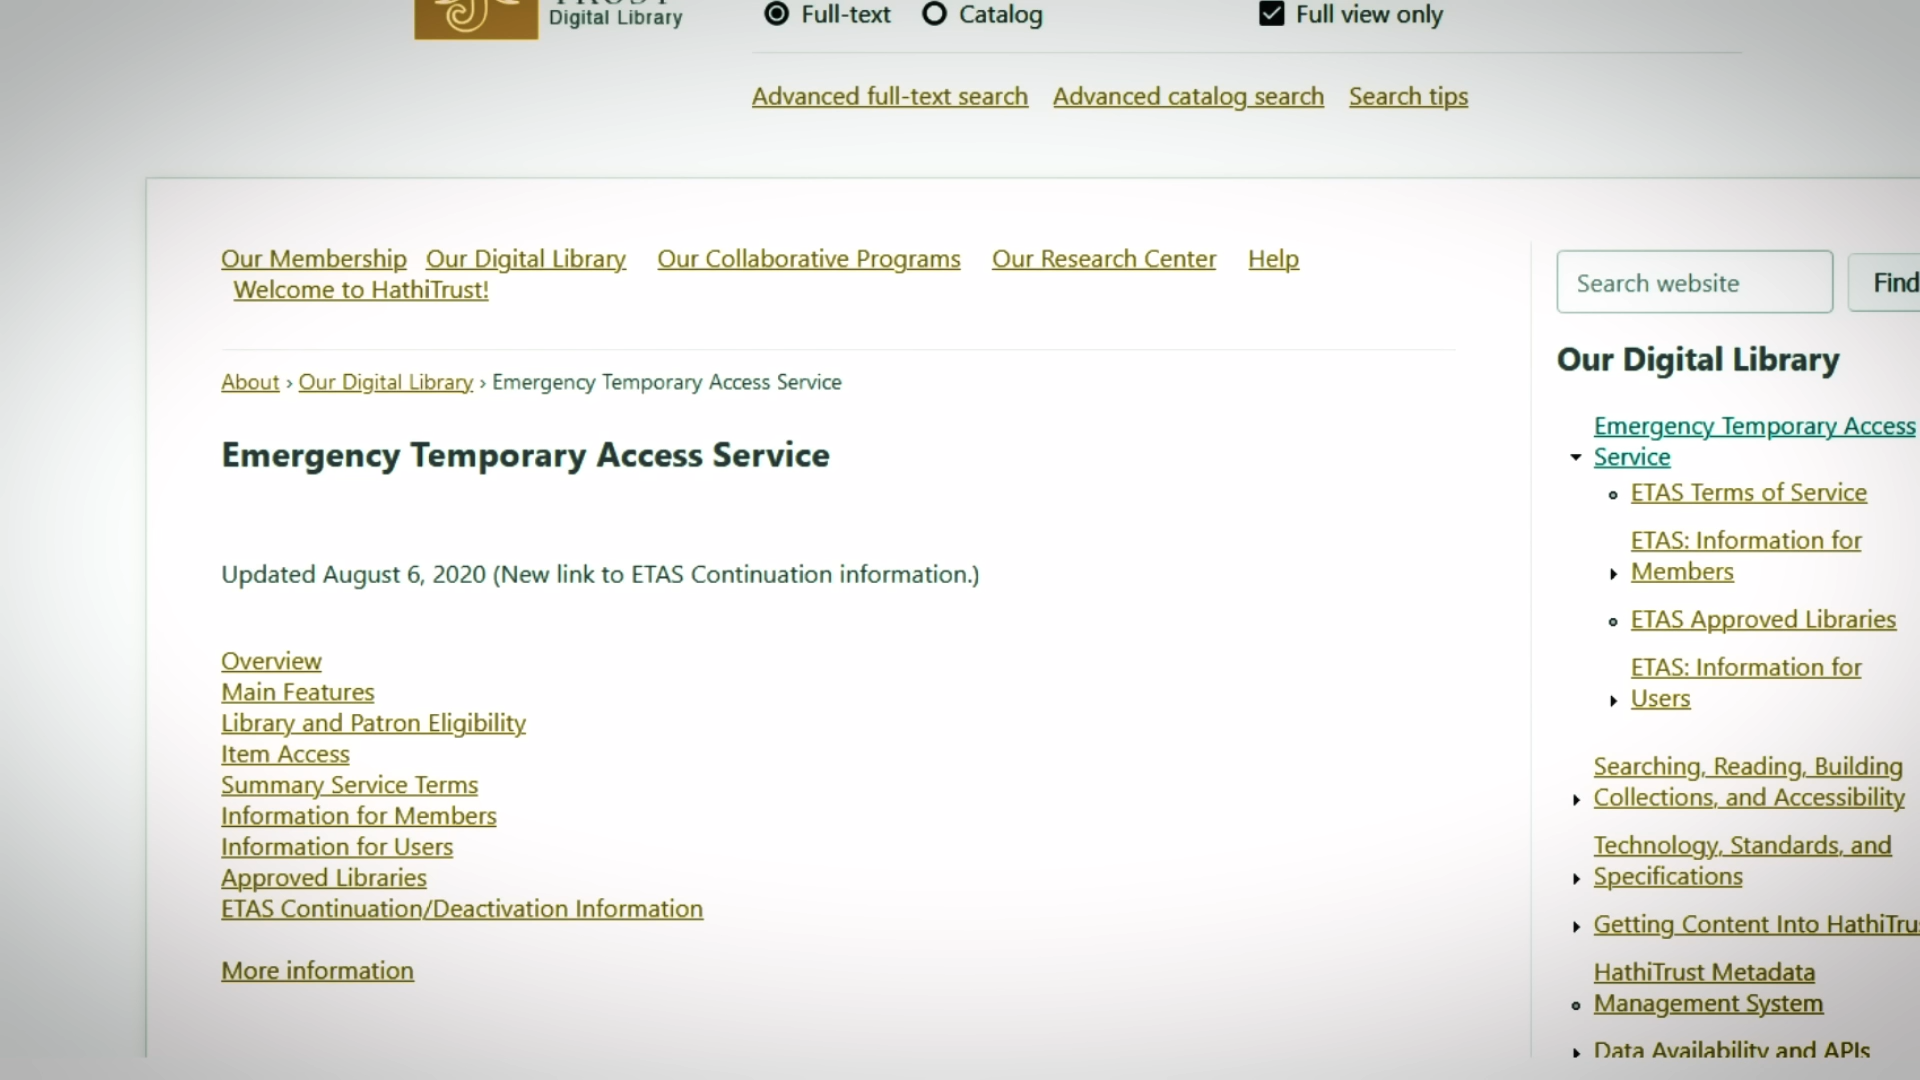 Digital Library
Full-text Catalog Full view only
Advanced full-text search Advanced catalog search Search tips
Our Membership Our Digital Library Our Collaborative Programs Our Research Center Help
Welcome to HathiTrust!
Search website Find
About › Our Digital Library › Emergency Temporary Access Service
Emergency Temporary Access Service
Updated August 6, 2020 (New link to ETAS Continuation information.)
Overview
Main Features
Library and Patron Eligibility
Item Access
Summary Service Terms
Information for Members
Information for Users
Approved Libraries
ETAS Continuation/Deactivation Information
More information
Our Digital Library
Emergency Temporary Access
Service
ETAS Terms of Service
ETAS: Information for
Members
ETAS Approved Libraries
ETAS: Information for
Users
Searching, Reading, Building
Collections, and Accessibility
Technology, Standards, and
Specifications
Getting Content Into HathiTrus
HathiTrust Metadata
Management System
Data Availability and APIs